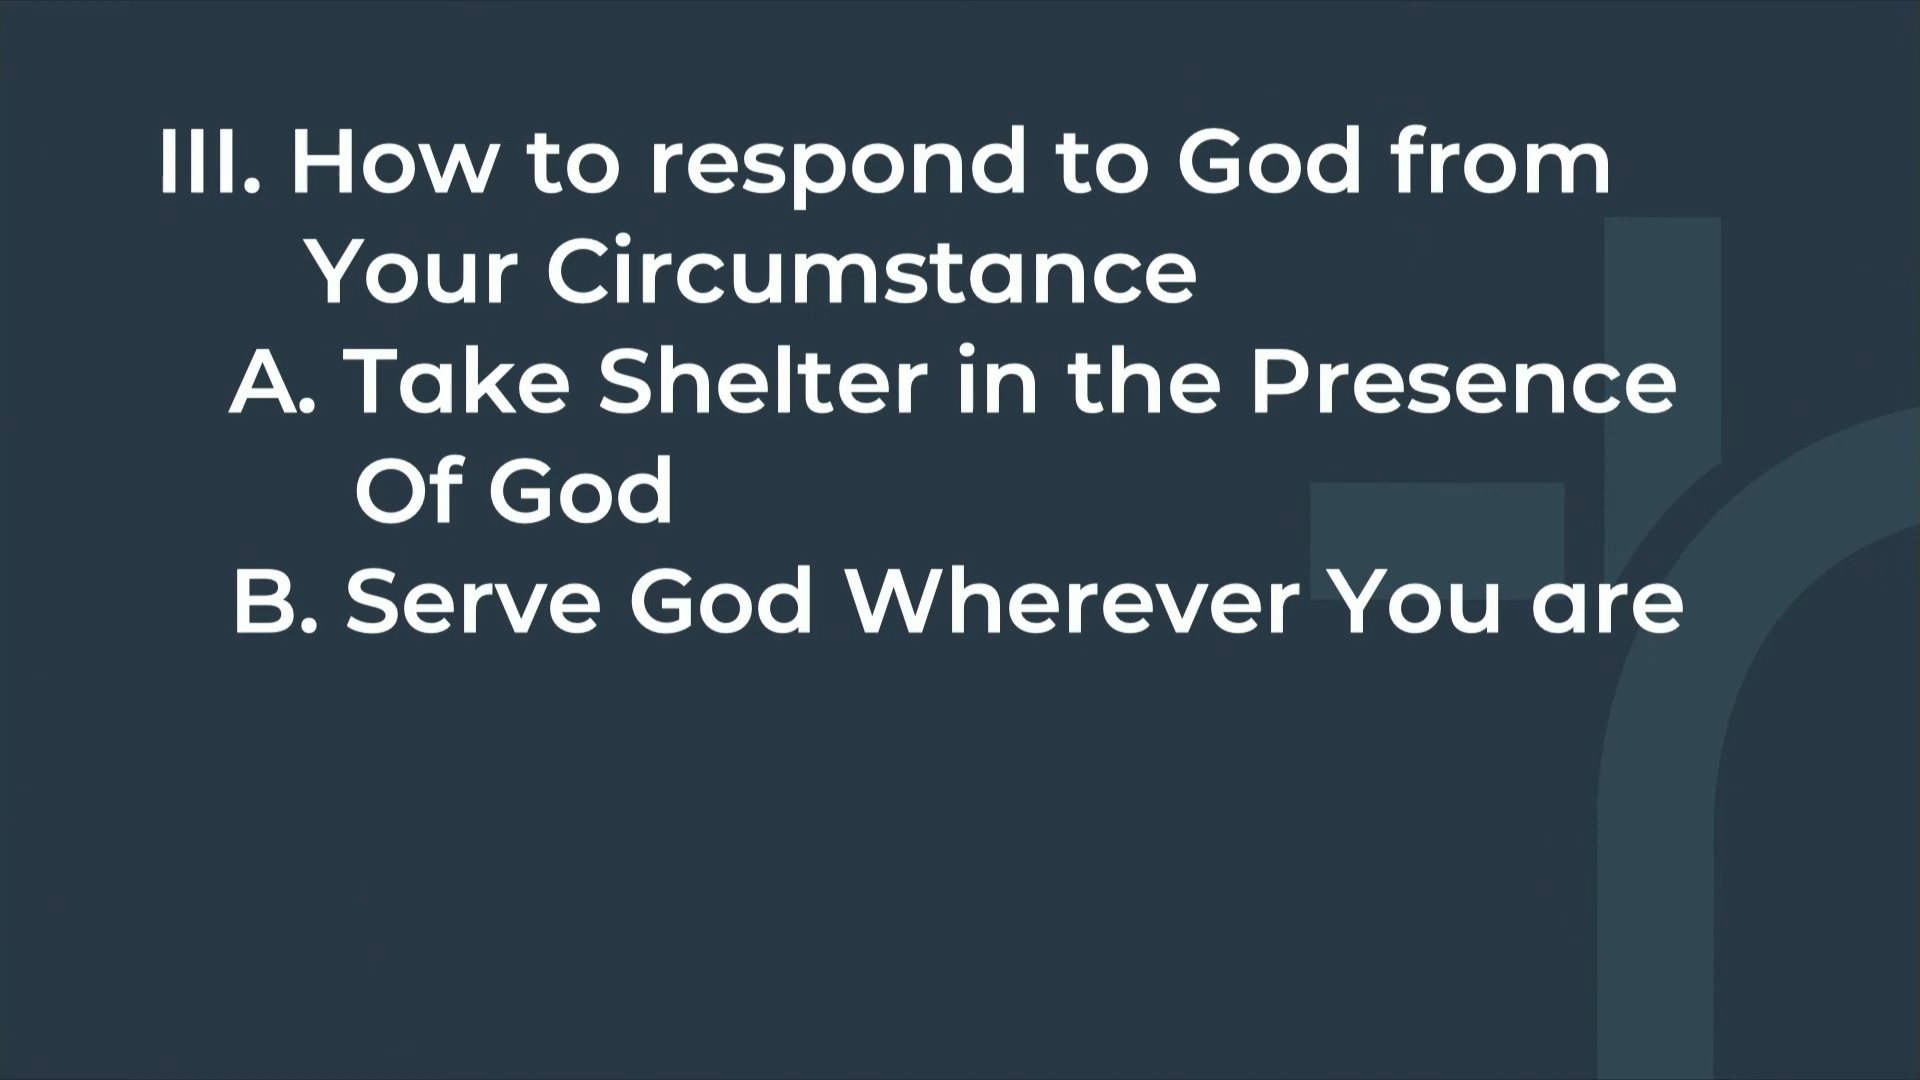 III. How to respond to God from
Your Circumstance
A. Take Shelter in the Presence
Of God
B. Serve God Wherever You are